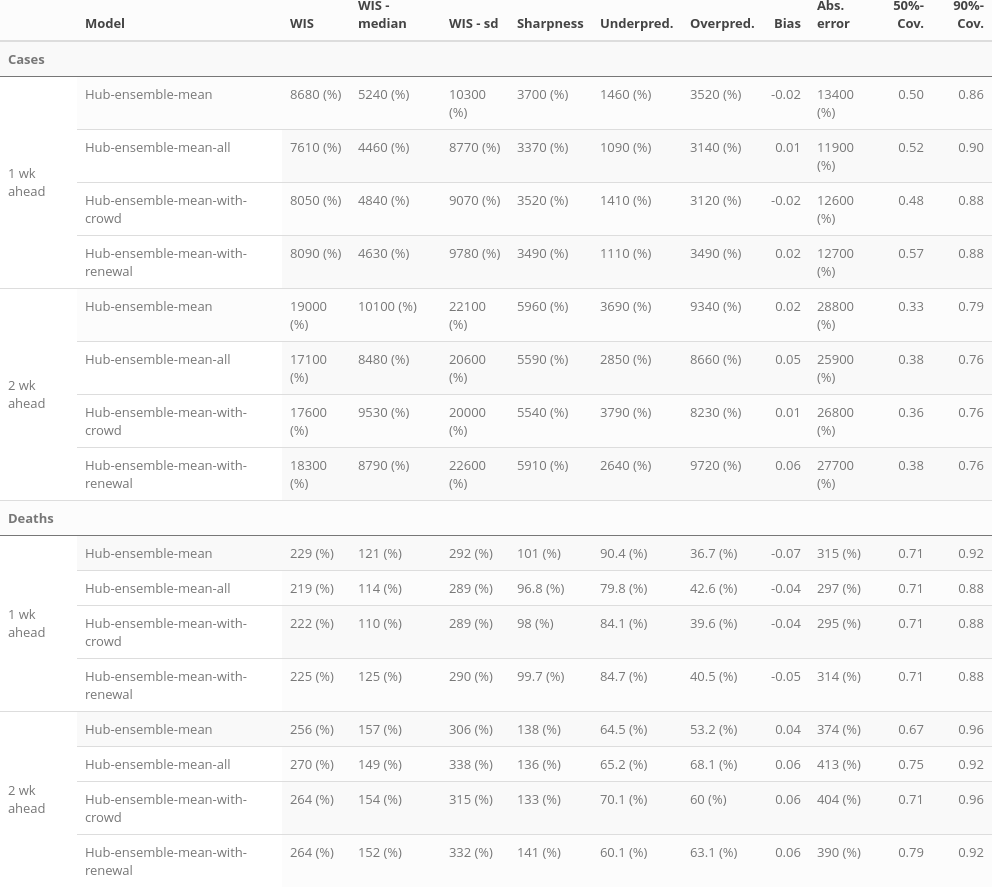 Model WIS WIS - median WIS - sd Sharpness Underpred. Overpred. Bias Abs. error 50%-Cov. 90%-Cov.
Cases
1 wk ahead
Hub-ensemble-mean 8680 (%) 5240 (%) 10300 (%) 3700 (%) 1460 (%) 3520 (%) -0.02 13400 (%) 0.50 0.86
Hub-ensemble-mean-all 7610 (%) 4460 (%) 8770 (%) 3370 (%) 1090 (%) 3140 (%) 0.01 11900 (%) 0.52 0.90
Hub-ensemble-mean-with-crowd 8050 (%) 4840 (%) 9070 (%) 3520 (%) 1410 (%) 3120 (%) -0.02 12600 (%) 0.48 0.88
Hub-ensemble-mean-with-renewal 8090 (%) 4630 (%) 9780 (%) 3490 (%) 1110 (%) 3490 (%) 0.02 12700 (%) 0.57 0.88
2 wk ahead
Hub-ensemble-mean 19000 (%) 10100 (%) 22100 (%) 5960 (%) 3690 (%) 9340 (%) 0.02 28800 (%) 0.33 0.79
Hub-ensemble-mean-all 17100 (%) 8480 (%) 20600 (%) 5590 (%) 2850 (%) 8660 (%) 0.05 25900 (%) 0.38 0.76
Hub-ensemble-mean-with-crowd 17600 (%) 9530 (%) 20000 (%) 5540 (%) 3790 (%) 8230 (%) 0.01 26800 (%) 0.36 0.76
Hub-ensemble-mean-with-renewal 18300 (%) 8790 (%) 22600 (%) 5910 (%) 2640 (%) 9720 (%) 0.06 27700 (%) 0.38 0.76
Deaths
1 wk ahead
Hub-ensemble-mean 229 (%) 121 (%) 292 (%) 101 (%) 90.4 (%) 36.7 (%) -0.07 315 (%) 0.71 0.92
Hub-ensemble-mean-all 219 (%) 114 (%) 289 (%) 96.8 (%) 79.8 (%) 42.6 (%) -0.04 297 (%) 0.71 0.88
Hub-ensemble-mean-with-crowd 222 (%) 110 (%) 289 (%) 98 (%) 84.1 (%) 39.6 (%) -0.04 295 (%) 0.71 0.88
Hub-ensemble-mean-with-renewal 225 (%) 125 (%) 290 (%) 99.7 (%) 84.7 (%) 40.5 (%) -0.05 314 (%) 0.71 0.88
2 wk ahead
Hub-ensemble-mean 256 (%) 157 (%) 306 (%) 138 (%) 64.5 (%) 53.2 (%) 0.04 374 (%) 0.67 0.96
Hub-ensemble-mean-all 270 (%) 149 (%) 338 (%) 136 (%) 65.2 (%) 68.1 (%) 0.06 413 (%) 0.75 0.92
Hub-ensemble-mean-with-crowd 264 (%) 154 (%) 315 (%) 133 (%) 70.1 (%) 60 (%) 0.06 404 (%) 0.71 0.96
Hub-ensemble-mean-with-renewal 264 (%) 152 (%) 332 (%) 141 (%) 60.1 (%) 63.1 (%) 0.06 390 (%) 0.79 0.92